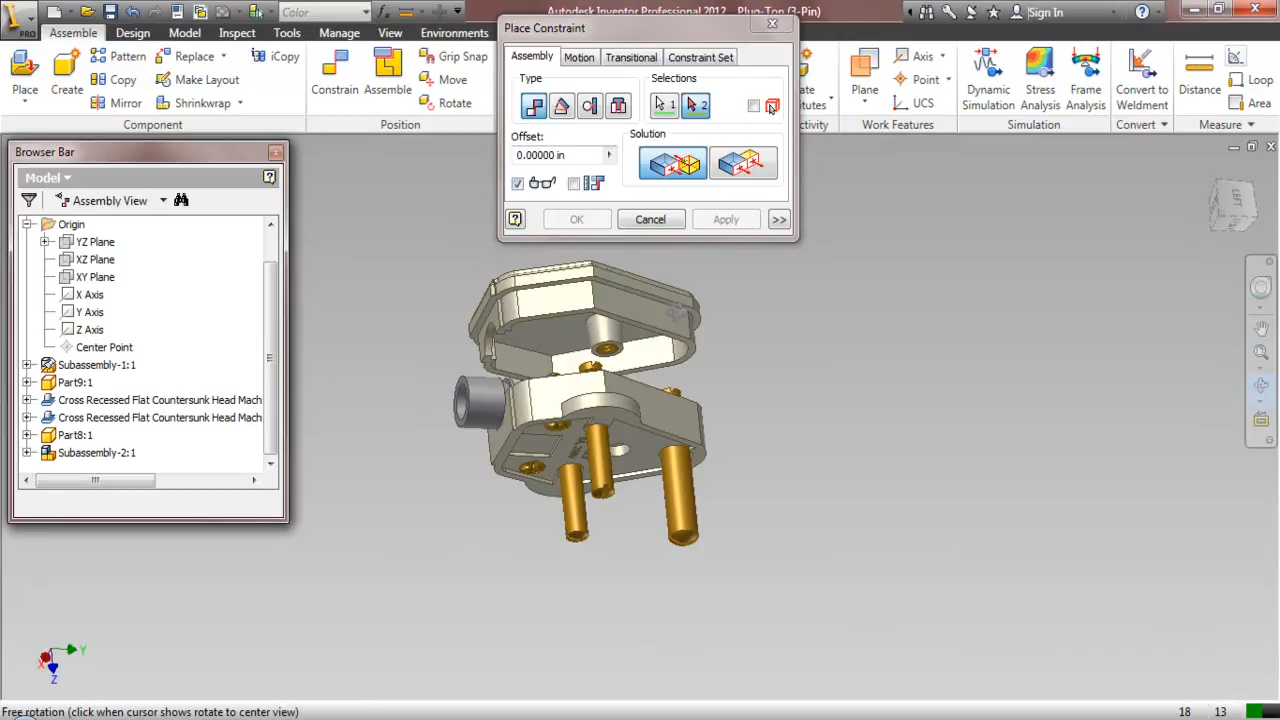 Color
Autodesk Inventor Professional 2012 Plug-Top (3-Pin)
Sign In
PRO
Assemble Design Model Inspect Tools Manage View Environments
Place
Create
Pattern
Copy
Mirror
Replace
Make Layout
Shrinkwrap
iCopy
Component
Constrain
Assemble
Grip Snap
Move
Rotate
Position
Place Constraint
Assembly Motion Transitional Constraint Set
Type
Selections
1
2
Offset:
0.00000 in
Solution
OK Cancel Apply >>
Plane
Axis
Point
UCS
Work Features
Dynamic
Simulation
Stress
Analysis
Frame
Analysis
Simulation
Convert to
Weldment
Convert
Distance
Loop
Area
Measure
Browser Bar
Model
Assembly View
Origin
YZ Plane
XZ Plane
XY Plane
X Axis
Y Axis
Z Axis
Center Point
Subassembly-1:1
Part9:1
Cross Recessed Flat Countersunk Head Mach
Cross Recessed Flat Countersunk Head Mach
Part8:1
Subassembly-2:1
LEFT
Y
X
Z
Free rotation (click when cursor shows rotate to center view)
18 13